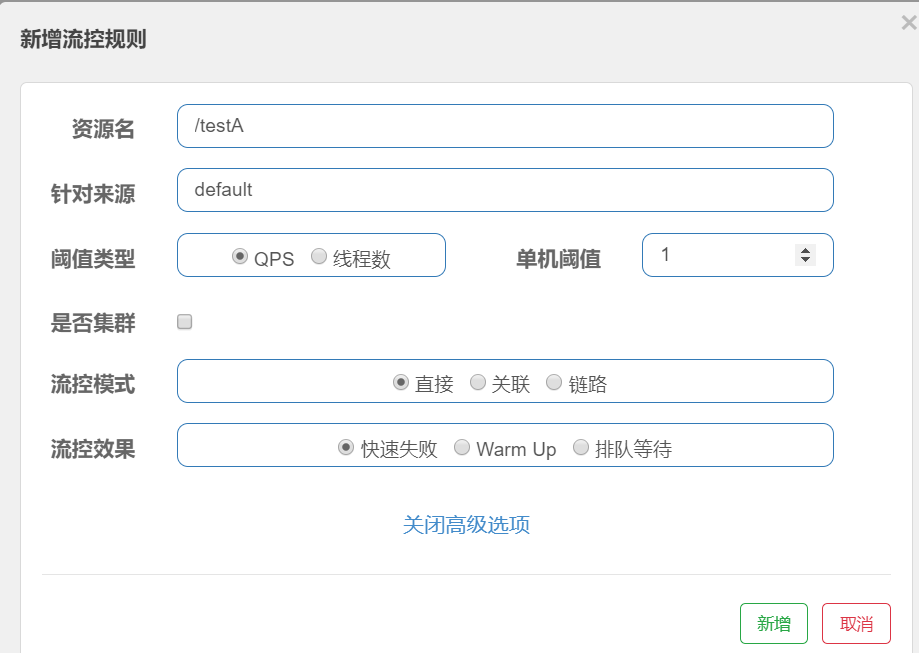 新增流控规则
×
资源名 /testA
针对来源 default
阈值类型 QPS 线程数 单机阈值 1
是否集群
流控模式 直接 关联 链路
流控效果 快速失败 Warm Up 排队等待
关闭高级选项
新增 取消